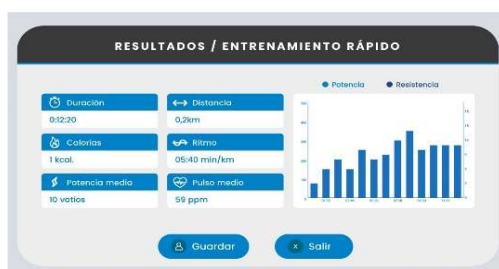 RESULTADOS / ENTRENAMIENTO RÁPIDO
Potencia
Resistencia
Duración
Distancia
0:12:20
0,2km
Calorías
Ritmo
1 kcal.
05:40 min/km
Potencia media
Pulso medio
10 vatios
59 ppm
Guardar
Salir